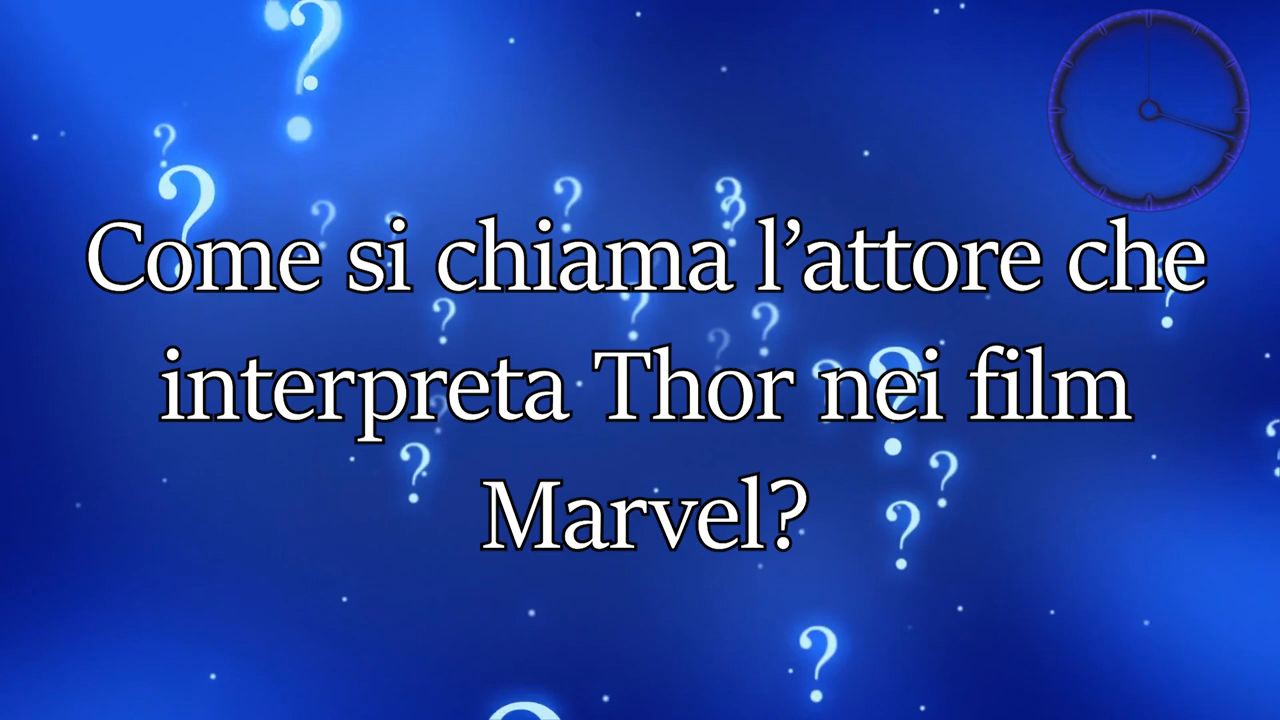 Come si chiama l’attore che
interpreta Thor nei film
Marvel?